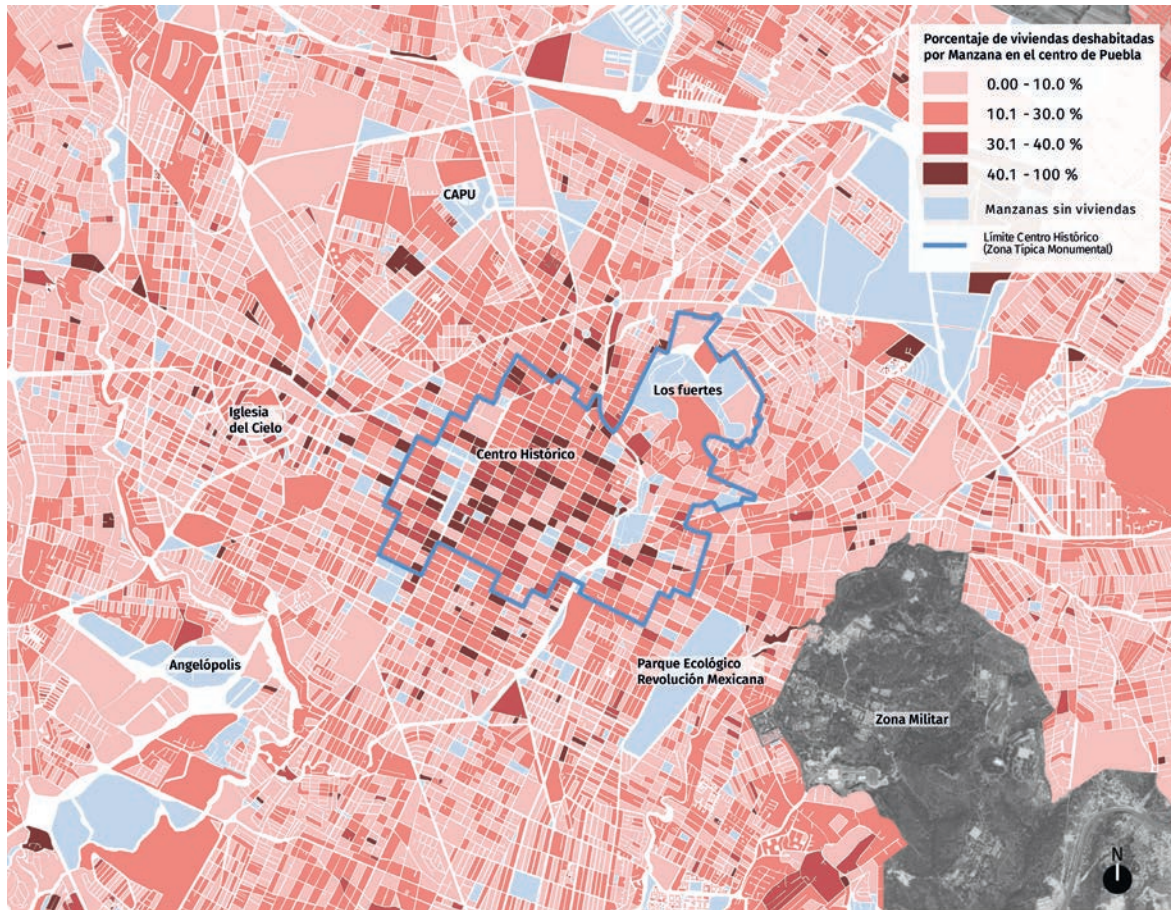 Porcentaje de viviendas deshabitadas
por Manzana en el centro de Puebla
0.00 - 10.0 %
10.1 - 30.0 %
30.1 - 40.0 %
40.1 - 100 %
Manzanas sin viviendas
Límite Centro Histórico
(Zona Típica Monumental)
CAPU
Los fuertes
Iglesia
del Cielo
Centro Histórico
Angelópolis
Parque Ecológico
Revolución Mexicana
Zona Militar
N